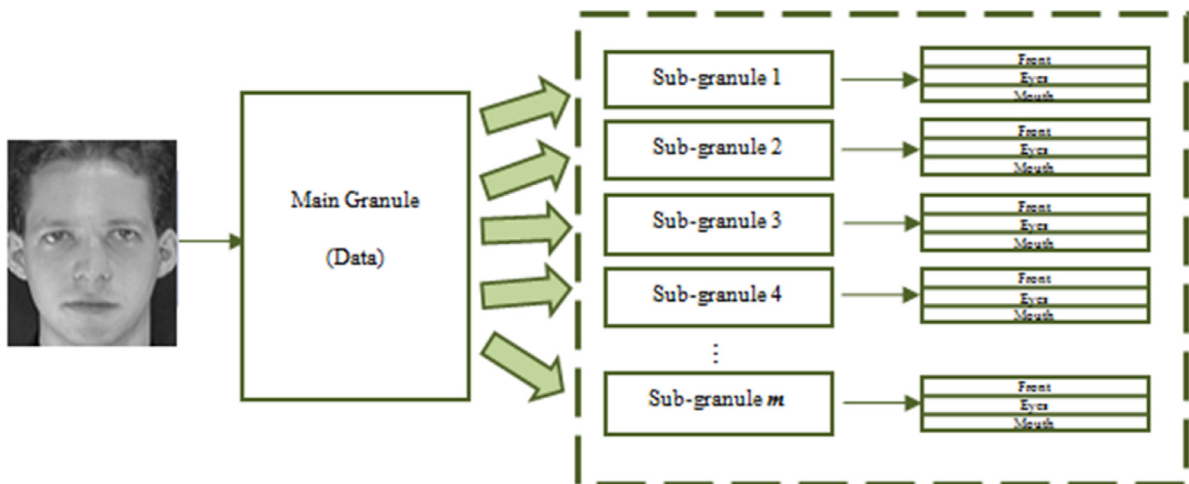 Main Granule
(Data)
Sub-granule 1
Front
Eyes
Mouth
Sub-granule 2
Front
Eyes
Mouth
Sub-granule 3
Front
Eyes
Mouth
Sub-granule 4
Front
Eyes
Mouth
⋮
Sub-granule m
Front
Eyes
Mouth